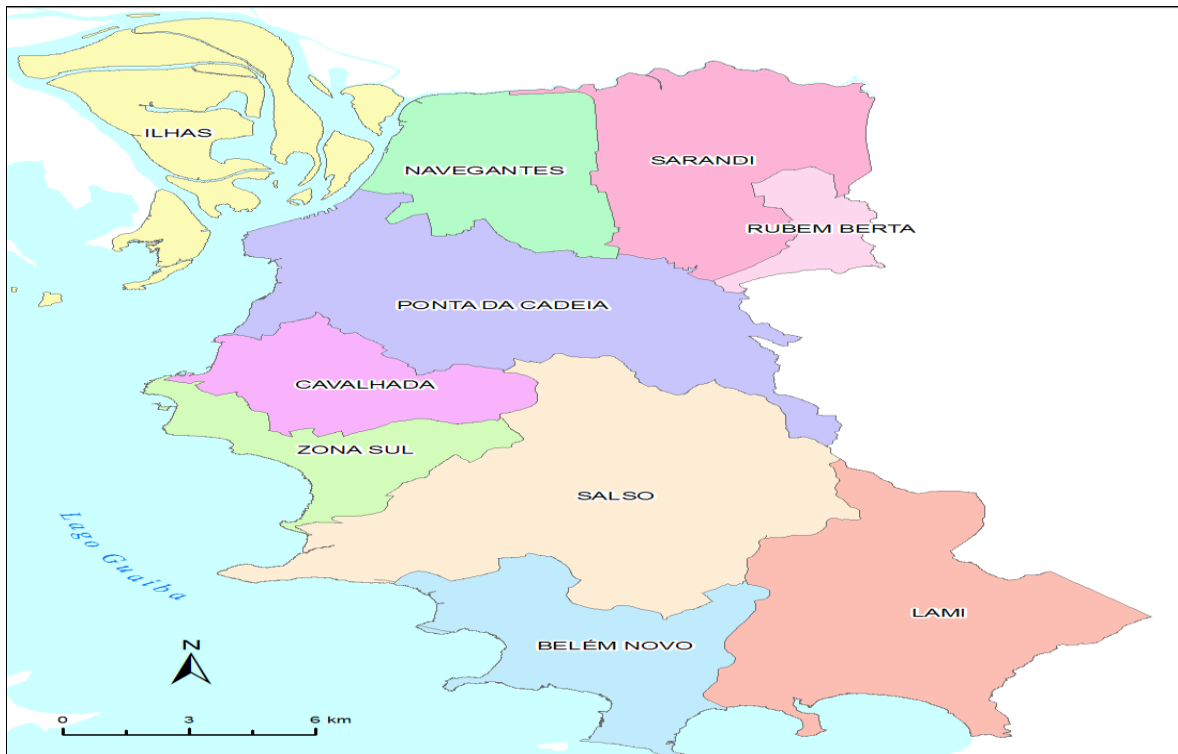 ILHAS
NAVEGANTES
SARANDI
RUBEM BERTA
PONTA DA CADEIA
CAVALHADA
ZONA SUL
SALSO
Lago Guaíba
LAMI
BELÉM NOVO
N
0 3 6 km